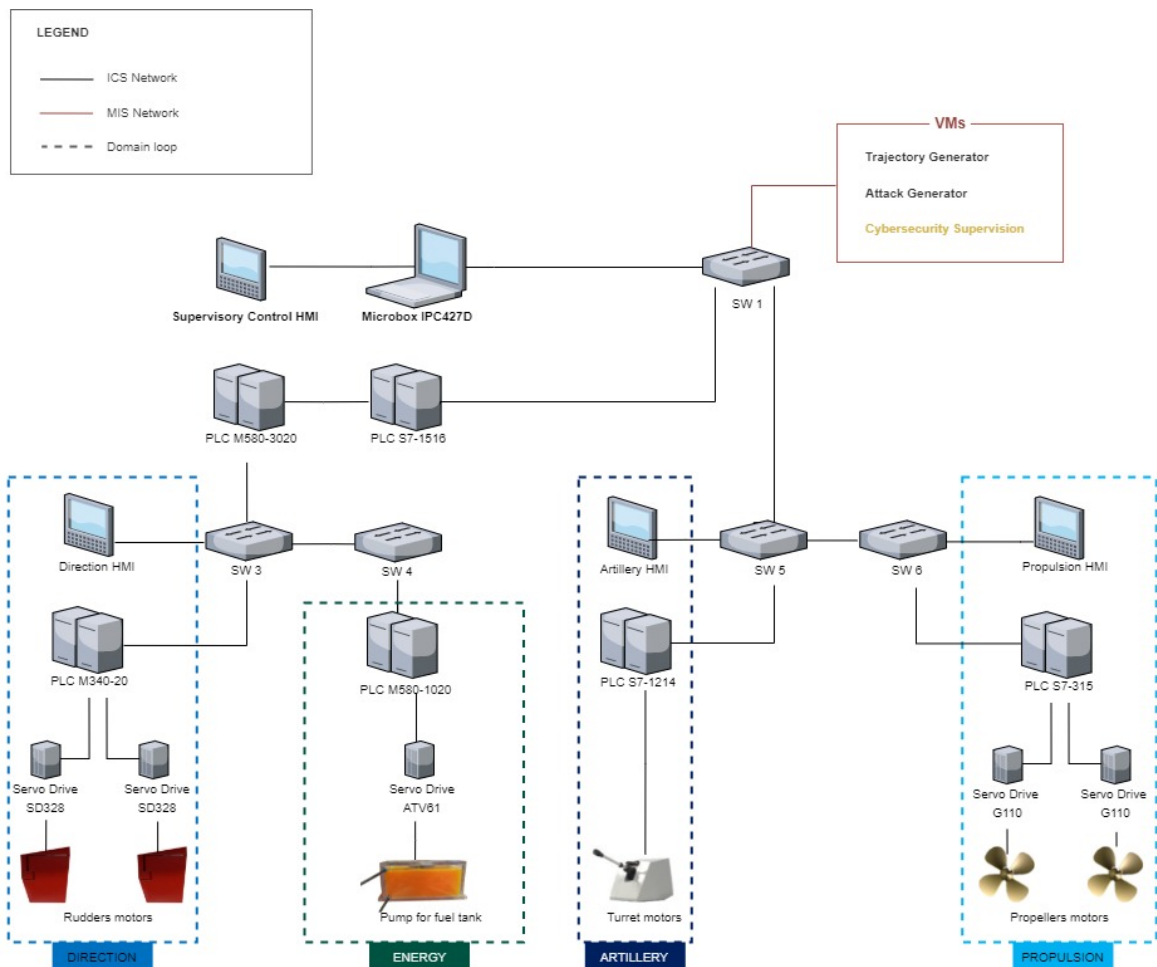 LEGEND
ICS Network
MIS Network
Domain loop
VMs
Trajectory Generator
Attack Generator
Cybersecurity Supervision
SW 1
Supervisory Control HMI
Microbox IPC427D
PLC M580-3020
PLC S7-1516
Direction HMI
SW 3
SW 4
Artillery HMI
SW 5
SW 6
Propulsion HMI
PLC M340-20
PLC M580-1020
PLC S7-1214
PLC S7-315
Servo Drive
SD328
Servo Drive
SD328
Servo Drive
ATV61
Servo Drive
G110
Servo Drive
G110
Rudders motors
Pump for fuel tank
Turret motors
Propellers motors
DIRECTION
ENERGY
ARTILLERY
PROPULSION